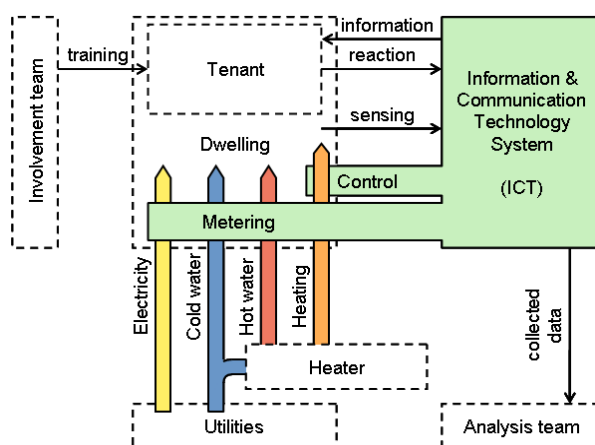 information
training
reaction
Tenant
Involvement team
Information &
Communication
Technology
System
(ICT)
sensing
Dwelling
Control
Metering
Electricity
Cold water
Hot water
Heating
collected
data
Heater
Utilities
Analysis team